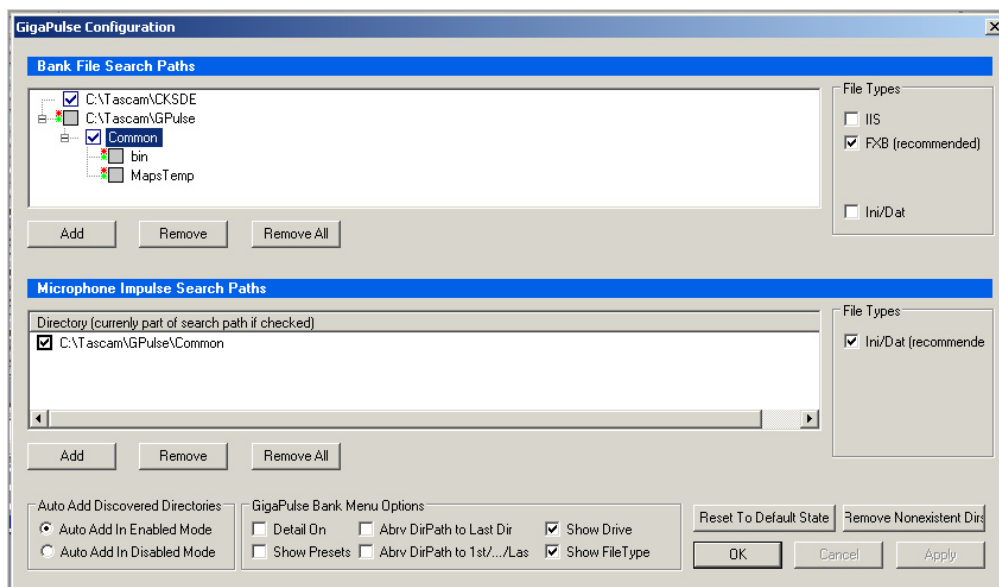 GigaPulse Configuration
Bank File Search Paths
C:\Tascam\CKSDE
C:\Tascam\GPulse
Common
bin
MapsTemp
File Types
IIS
FXB (recommended)
Ini/Dat
Add
Remove
Remove All
Microphone Impulse Search Paths
Directory (currenly part of search path if checked)
C:\Tascam\GPulse\Common
File Types
Ini/Dat (recommende
Add
Remove
Remove All
Auto Add Discovered Directories
Auto Add In Enabled Mode
Auto Add In Disabled Mode
GigaPulse Bank Menu Options
Detail On
Abrv DirPath to Last Dir
Show Drive
Show Presets
Abrv DirPath to 1st/.../Las
Show FileType
Reset To Default State
Remove Nonexistent Dirs
OK
Cancel
Apply